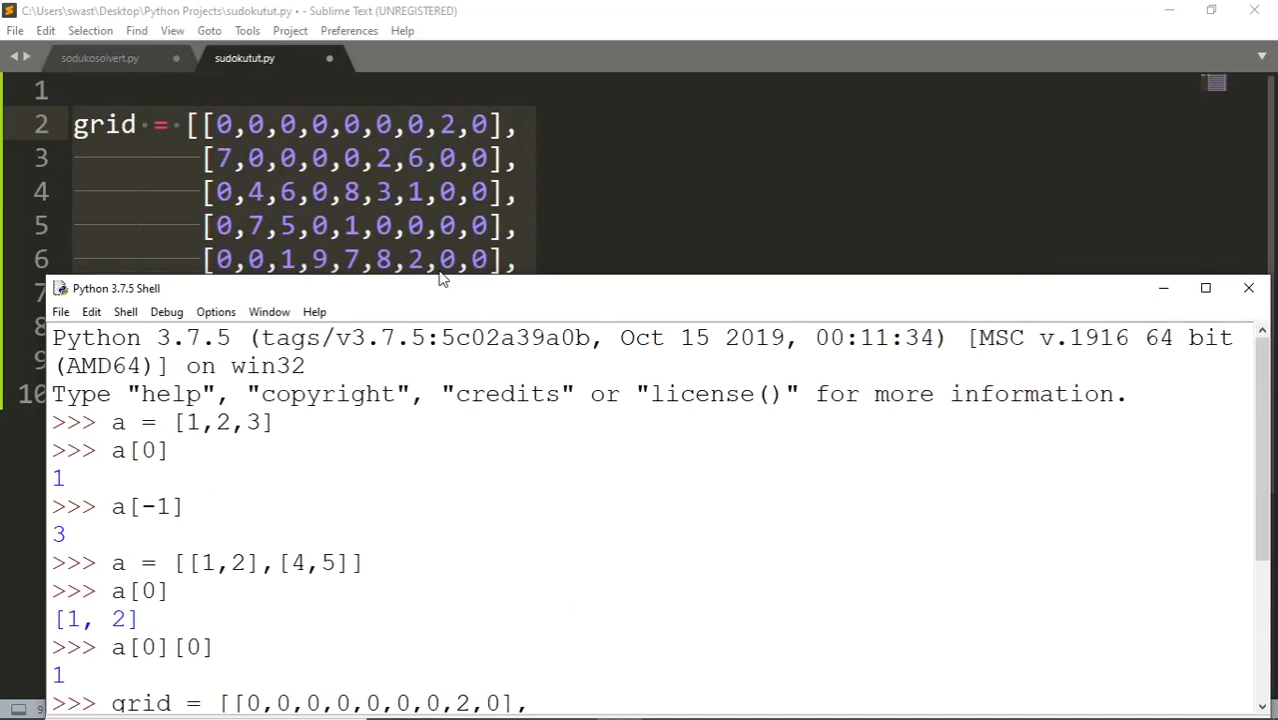 C:\Users\swast\Desktop\Python Projects\sudokutut.py • - Sublime Text (UNREGISTERED)
File Edit Selection Find View Goto Tools Project Preferences Help
sodukosolvert.py
sudokutut.py
1
2 grid = [[0,0,0,0,0,0,0,2,0],
3 [7,0,0,0,0,2,6,0,0],
4 [0,4,6,0,8,3,1,0,0],
5 [0,7,5,0,1,0,0,0,0],
6 [0,0,1,9,7,8,2,0,0],
7
8
9
10
Python 3.7.5 Shell
File Edit Shell Debug Options Window Help
Python 3.7.5 (tags/v3.7.5:5c02a39a0b, Oct 15 2019, 00:11:34) [MSC v.1916 64 bit
(AMD64)] on win32
Type "help", "copyright", "credits" or "license()" for more information.
>>> a = [1,2,3]
>>> a[0]
1
>>> a[-1]
3
>>> a = [[1,2],[4,5]]
>>> a[0]
[1, 2]
>>> a[0][0]
1
>>> grid = [[0,0,0,0,0,0,0,2,0],
9